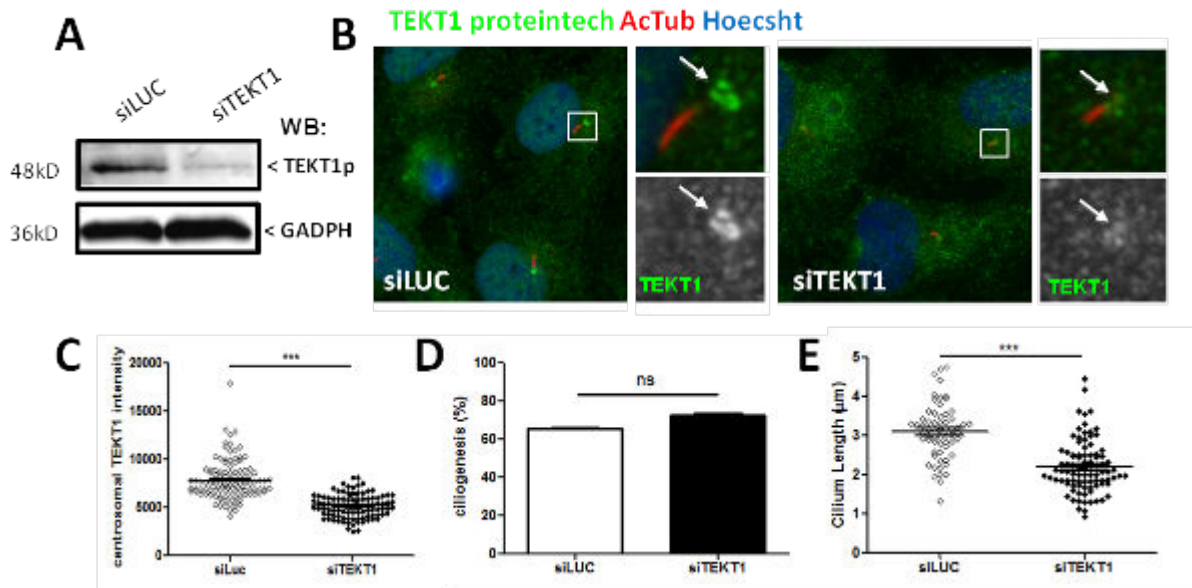 TEKT1 proteintech AcTub Hoecsht
A
siLUC
siTEKT1
WB:
48kD
< TEKT1p
36kD
< GADPH
B
siLUC
TEKT1
siTEKT1
TEKT1
C
centrosomal TEKT1 intensity
20000
15000
10000
5000
0
***
siLuc
siTEKT1
D
ciliogenesis (%)
100
80
60
40
20
0
ns
siLUC
siTEKT1
E
Cilium Length (µm)
5
4
3
2
1
0
***
siLUC
siTEKT1